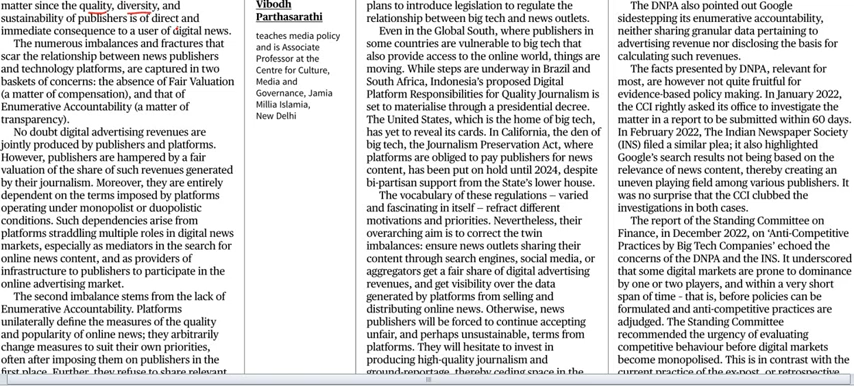 matter since the quality, diversity, and
sustainability of publishers is of direct and
immediate consequence to a user of digital news.
The numerous imbalances and fractures that
scar the relationship between news publishers
and technology platforms, are captured in two
baskets of concerns: the absence of Fair Valuation
(a matter of compensation), and that of
Enumerative Accountability (a matter of
transparency).
No doubt digital advertising revenues are
jointly produced by publishers and platforms.
However, publishers are hampered by a fair
valuation of the share of such revenues generated
by their journalism. Moreover, they are entirely
dependent on the terms imposed by platforms
operating under monopolist or duopolistic
conditions. Such dependencies arise from
platforms straddling multiple roles in digital news
markets, especially as mediators in the search for
online news content, and as providers of
infrastructure to publishers to participate in the
online advertising market.
The second imbalance stems from the lack of
Enumerative Accountability. Platforms
unilaterally define the measures of the quality
and popularity of online news; they arbitrarily
change measures to suit their own priorities,
often after imposing them on publishers in the
first place. Further, they refuse to share relevant
Vibodh
Parthasarathi
teaches media policy
and is Associate
Professor at the
Centre for Culture,
Media and
Governance, Jamia
Millia Islamia,
New Delhi
plans to introduce legislation to regulate the
relationship between big tech and news outlets.
Even in the Global South, where publishers in
some countries are vulnerable to big tech that
also provide access to the online world, things are
moving. While steps are underway in Brazil and
South Africa, Indonesia's proposed Digital
Platform Responsibilities for Quality Journalism is
set to materialise through a presidential decree.
The United States, which is the home of big tech,
has yet to reveal its cards. In California, the den of
big tech, the Journalism Preservation Act, where
platforms are obliged to pay publishers for news
content, has been put on hold until 2024, despite
bi-partisan support from the State's lower house.
The vocabulary of these regulations — varied
and fascinating in itself — refract different
motivations and priorities. Nevertheless, their
overarching aim is to correct the twin
imbalances: ensure news outlets sharing their
content through search engines, social media, or
aggregators get a fair share of digital advertising
revenues, and get visibility over the data
generated by platforms from selling and
distributing online news. Otherwise, news
publishers will be forced to continue accepting
unfair, and perhaps unsustainable, terms from
platforms. They will hesitate to invest in
producing high-quality journalism and
ground-reportage, thereby ceding space in the
The DNPA also pointed out Google
sidestepping its enumerative accountability,
neither sharing granular data pertaining to
advertising revenue nor disclosing the basis for
calculating such revenues.
The facts presented by DNPA, relevant for
most, are however not quite fruitful for
evidence-based policy making. In January 2022,
the CCI rightly asked its office to investigate the
matter in a report to be submitted within 60 days.
In February 2022, The Indian Newspaper Society
(INS) filed a similar plea; it also highlighted
Google's search results not being based on the
relevance of news content, thereby creating an
uneven playing field among various publishers. It
was no surprise that the CCI clubbed the
investigations in both cases.
The report of the Standing Committee on
Finance, in December 2022, on 'Anti-Competitive
Practices by Big Tech Companies' echoed the
concerns of the DNPA and the INS. It underscored
that some digital markets are prone to dominance
by one or two players, and within a very short
span of time - that is, before policies can be
formulated and anti-competitive practices are
adjudged. The Standing Committee
recommended the urgency of evaluating
competitive behaviour before digital markets
become monopolised. This is in contrast with the
current practice of the ex-post, or retrospective